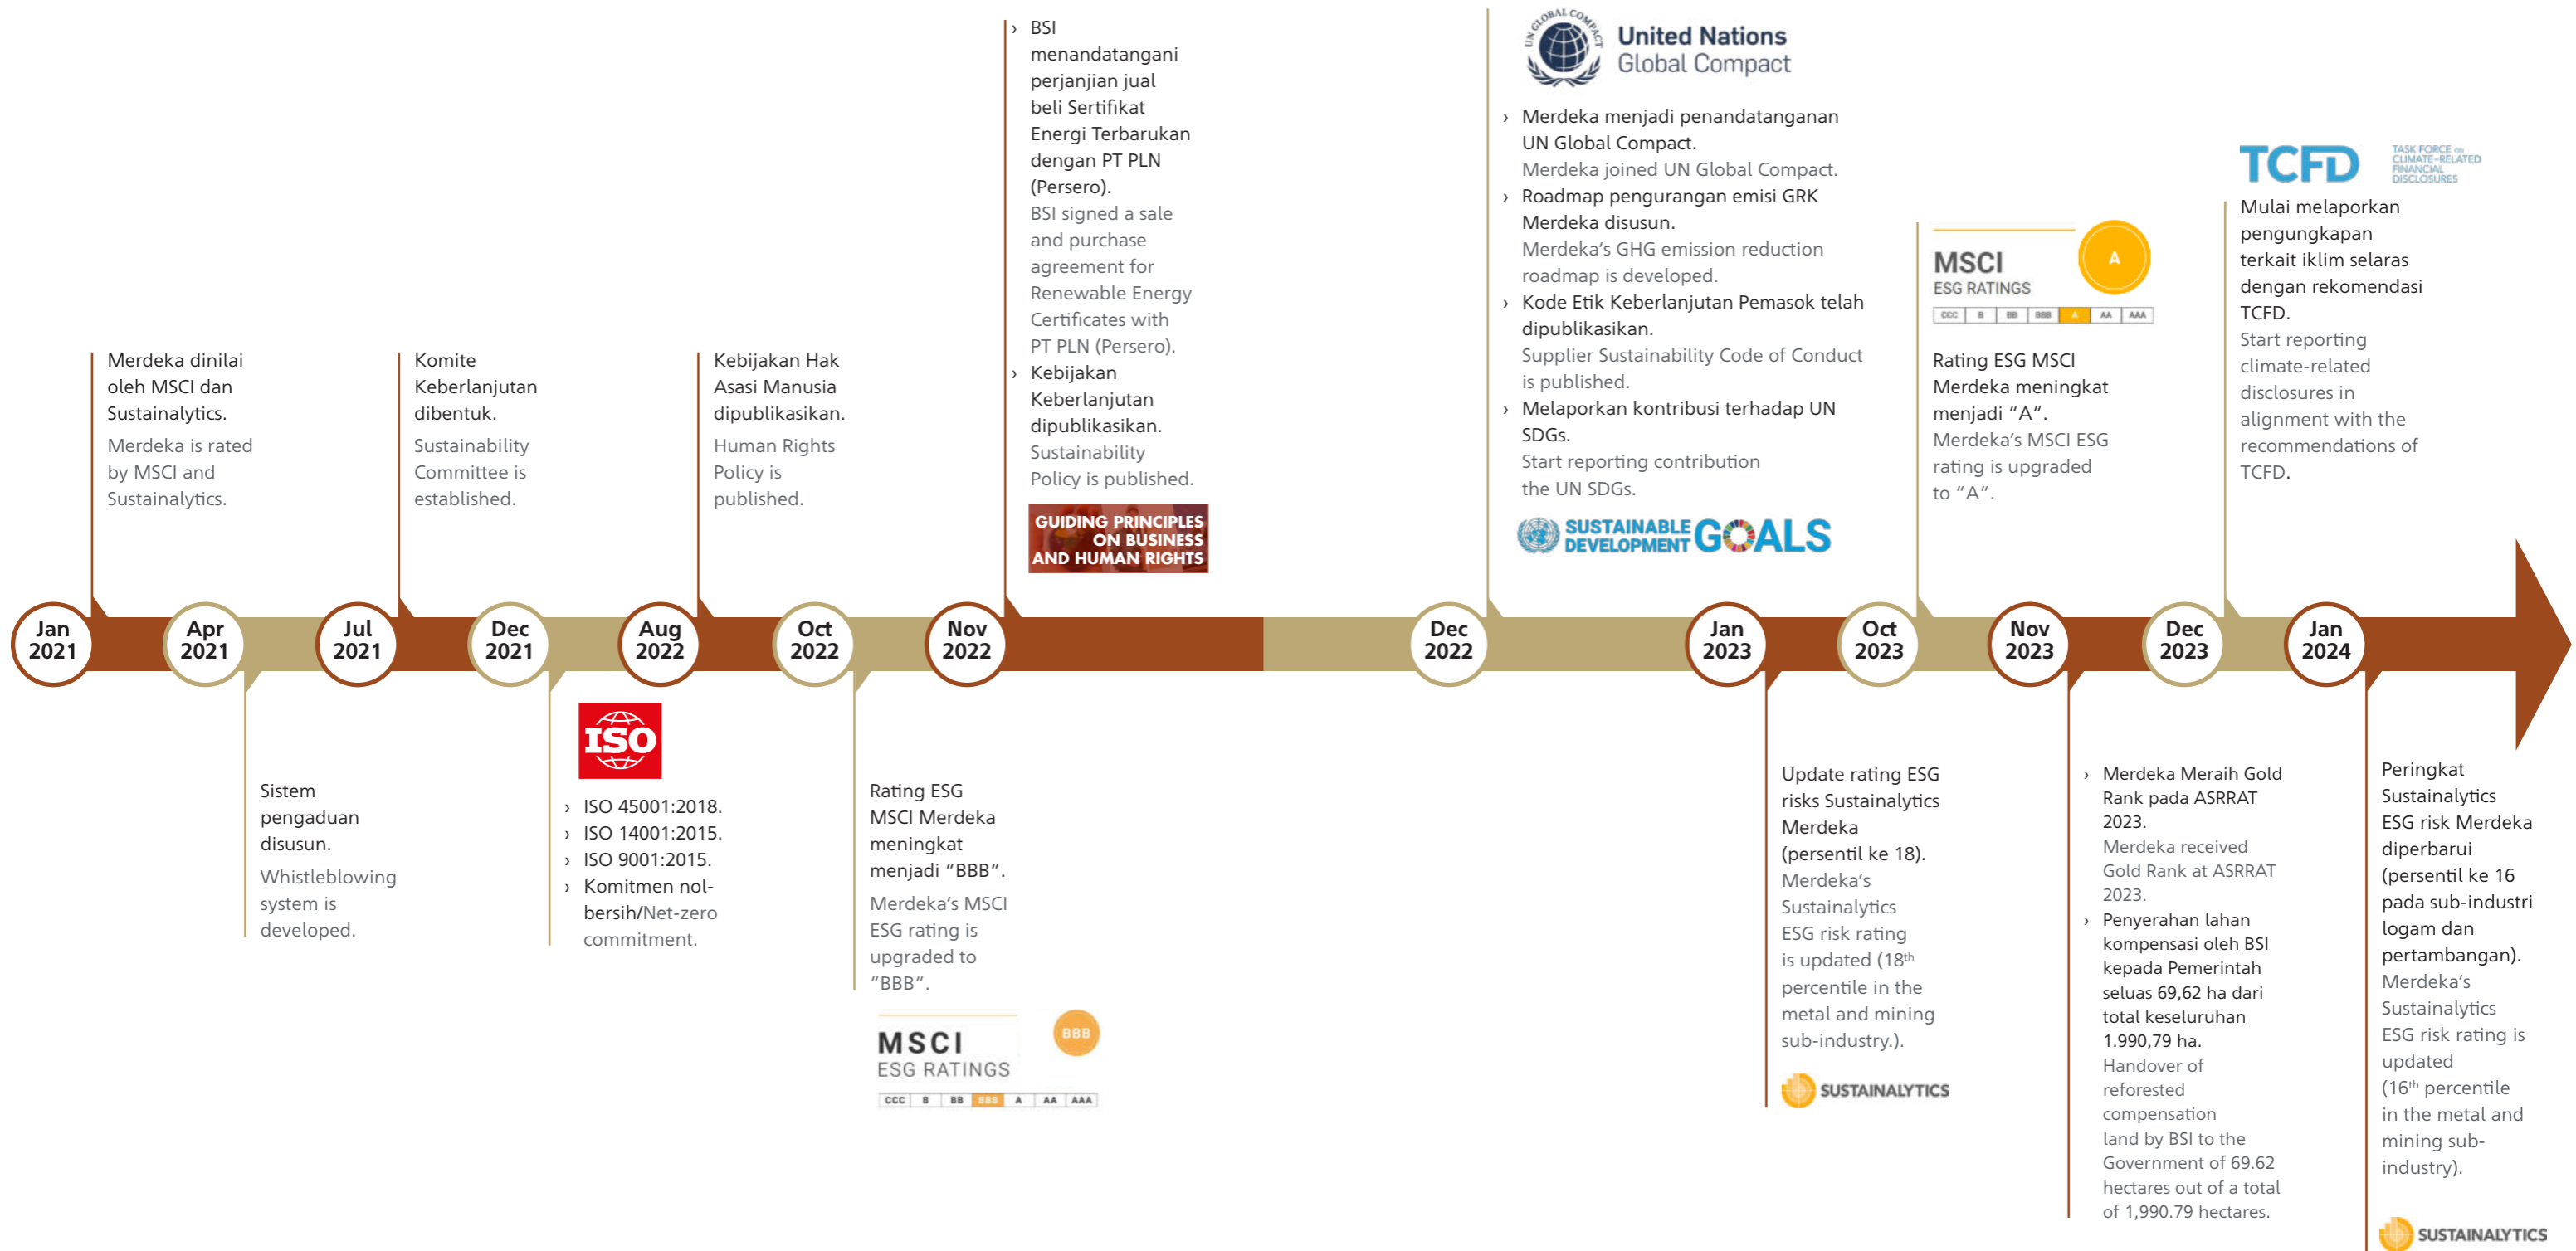 Jan
2021
Merdeka dinilai
oleh MSCI dan
Sustainalytics.
Merdeka is rated
by MSCI and
Sustainalytics.
Apr
2021
Sistem
pengaduan
disusun.
Whistleblowing
system is
developed.
Jul
2021
Komite
Keberlanjutan
dibentuk.
Sustainability
Committee is
established.
Dec
2021
ISO
› ISO 45001:2018.
› ISO 14001:2015.
› ISO 9001:2015.
› Komitmen nol-
bersih/Net-zero
commitment.
Aug
2022
Kebijakan Hak
Asasi Manusia
dipublikasikan.
Human Rights
Policy is
published.
Oct
2022
Rating ESG
MSCI Merdeka
meningkat
menjadi “BBB”.
Merdeka’s MSCI
ESG rating is
upgraded to
“BBB”.
MSCI
ESG RATINGS
BBB
CCC B BB BBB A AA AAA
Nov
2022
› BSI
menandatangani
perjanjian jual
beli Sertifikat
Energi Terbarukan
dengan PT PLN
(Persero).
BSI signed a sale
and purchase
agreement for
Renewable Energy
Certificates with
PT PLN (Persero).
› Kebijakan
Keberlanjutan
dipublikasikan.
Sustainability
Policy is published.
GUIDING PRINCIPLES
ON BUSINESS
AND HUMAN RIGHTS
Dec
2022
UN GLOBAL COMPACT
United Nations
Global Compact
› Merdeka menjadi penandatanganan
UN Global Compact.
Merdeka joined UN Global Compact.
› Roadmap pengurangan emisi GRK
Merdeka disusun.
Merdeka’s GHG emission reduction
roadmap is developed.
› Kode Etik Keberlanjutan Pemasok telah
dipublikasikan.
Supplier Sustainability Code of Conduct
is published.
› Melaporkan kontribusi terhadap UN
SDGs.
Start reporting contribution
the UN SDGs.
SUSTAINABLE
DEVELOPMENT GOALS
Jan
2023
Update rating ESG
risks Sustainalytics
Merdeka
(persentil ke 18).
Merdeka’s
Sustainalytics
ESG risk rating
is updated (18th
percentile in the
metal and mining
sub-industry.).
SUSTAINALYTICS
Oct
2023
MSCI
ESG RATINGS
A
CCC B BB BBB A AA AAA
Rating ESG MSCI
Merdeka meningkat
menjadi “A”.
Merdeka’s MSCI ESG
rating is upgraded
to “A”.
Nov
2023
› Merdeka Meraih Gold
Rank pada ASRRAT
2023.
Merdeka received
Gold Rank at ASRRAT
2023.
› Penyerahan lahan
kompensasi oleh BSI
kepada Pemerintah
seluas 69,62 ha dari
total keseluruhan
1.990,79 ha.
Handover of
reforested
compensation
land by BSI to the
Government of 69.62
hectares out of a total
of 1,990.79 hectares.
Dec
2023
TCFD
TASK FORCE ON
CLIMATE-RELATED
FINANCIAL
DISCLOSURES
Mulai melaporkan
pengungkapan
terkait iklim selaras
dengan rekomendasi
TCFD.
Start reporting
climate-related
disclosures in
alignment with the
recommendations of
TCFD.
Jan
2024
Peringkat
Sustainalytics
ESG risk Merdeka
diperbarui
(persentil ke 16
pada sub-industri
logam dan
pertambangan).
Merdeka’s
Sustainalytics
ESG risk rating is
updated
(16th percentile
in the metal and
mining sub-
industry).
SUSTAINALYTICS